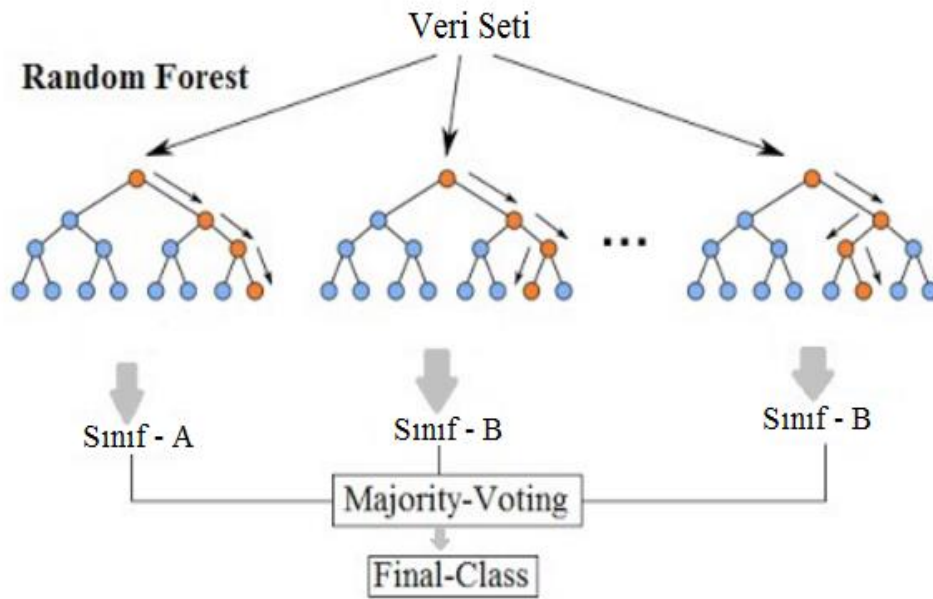 Veri Seti
Random Forest
...
Sınıf - A
Sınıf - B
Sınıf - B
Majority-Voting
Final-Class